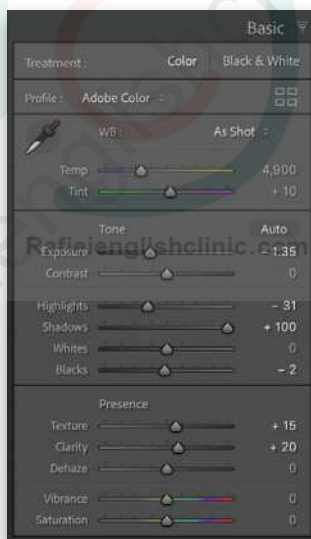 Basic
Treatment : Color Black & White
Profile : Adobe Color
WB : As Shot
Temp 4,900
Tint + 10
Tone Auto
Rafieienglishclinic.com
Exposure - 1.35
Contrast 0
Highlights - 31
Shadows + 100
Whites 0
Blacks - 2
Presence
Texture + 15
Clarity + 20
Dehaze 0
Vibrance 0
Saturation 0